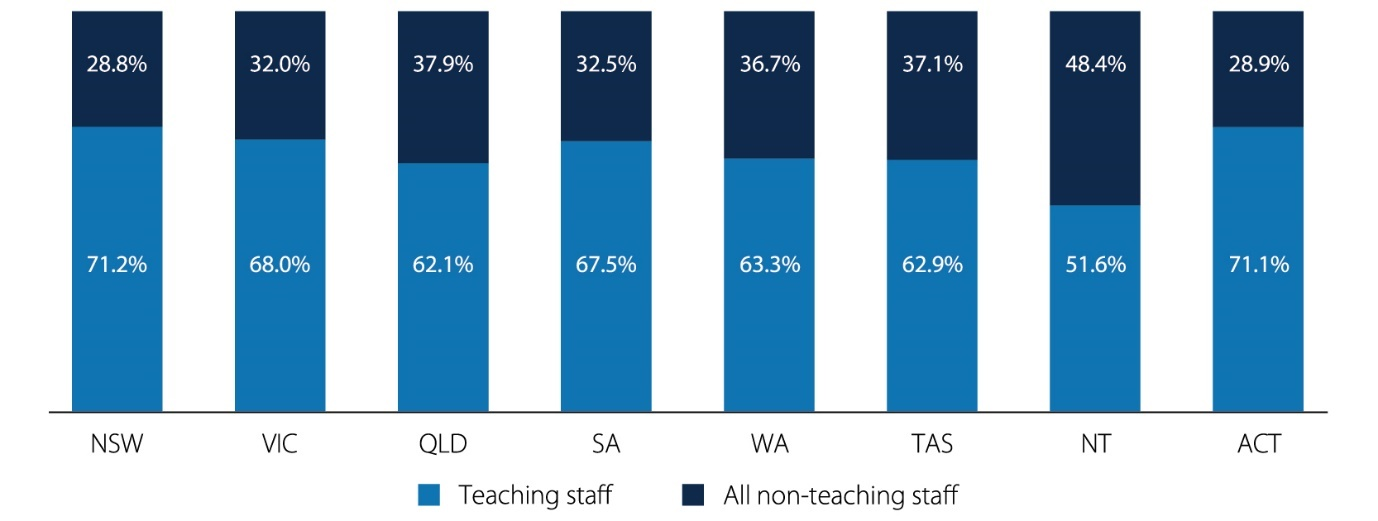 28.8% 32.0% 37.9% 32.5% 36.7% 37.1% 48.4% 28.9%
71.2% 68.0% 62.1% 67.5% 63.3% 62.9% 51.6% 71.1%
NSW VIC QLD SA WA TAS NT ACT
Teaching staff All non-teaching staff